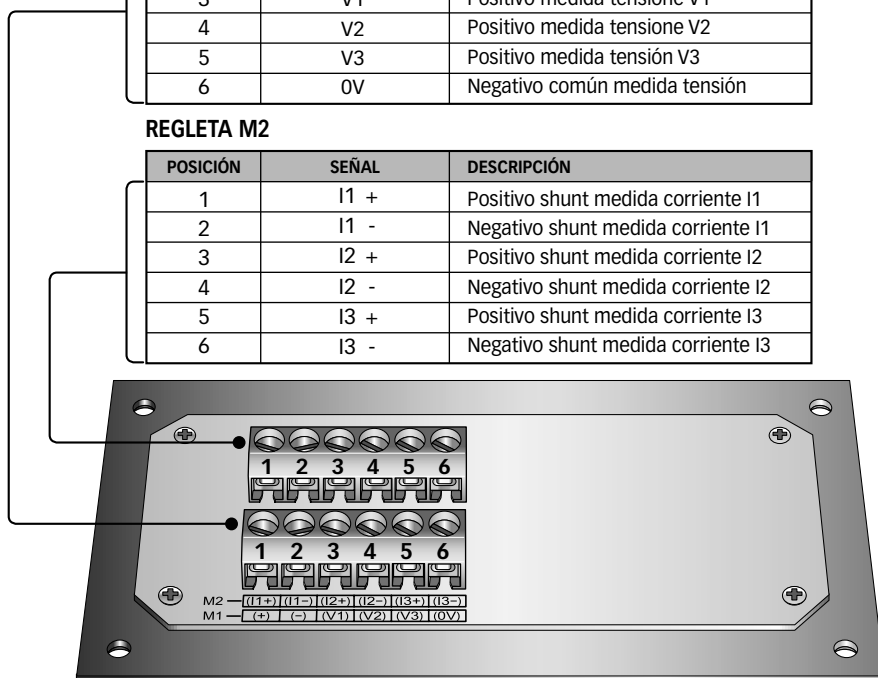 3 V1 Positivo medida tensione V1
4 V2 Positivo medida tensione V2
5 V3 Positivo medida tensión V3
6 0V Negativo común medida tensión
REGLETA M2
POSICIÓN SEÑAL DESCRIPCIÓN
1 I1 + Positivo shunt medida corriente I1
2 I1 - Negativo shunt medida corriente I1
3 I2 + Positivo shunt medida corriente I2
4 I2 - Negativo shunt medida corriente I2
5 I3 + Positivo shunt medida corriente I3
6 I3 - Negativo shunt medida corriente I3
1 2 3 4 5 6
1 2 3 4 5 6
M2 (I1+) (I1-) (I2+) (I2-) (I3+) (I3-)
M1 (+) (-) (V1) (V2) (V3) (0V)